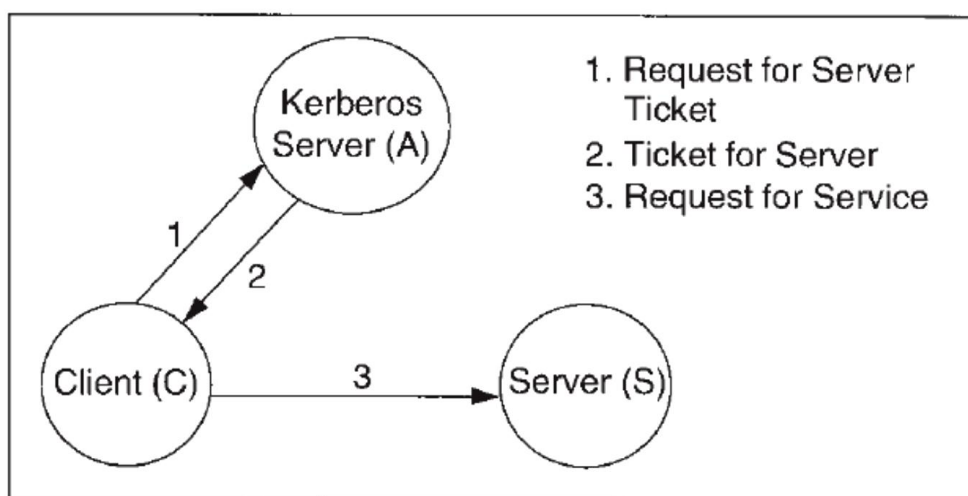 Kerberos
Server (A)
1. Request for Server
Ticket
2. Ticket for Server
3. Request for Service
1
2
Client (C)
3
Server (S)